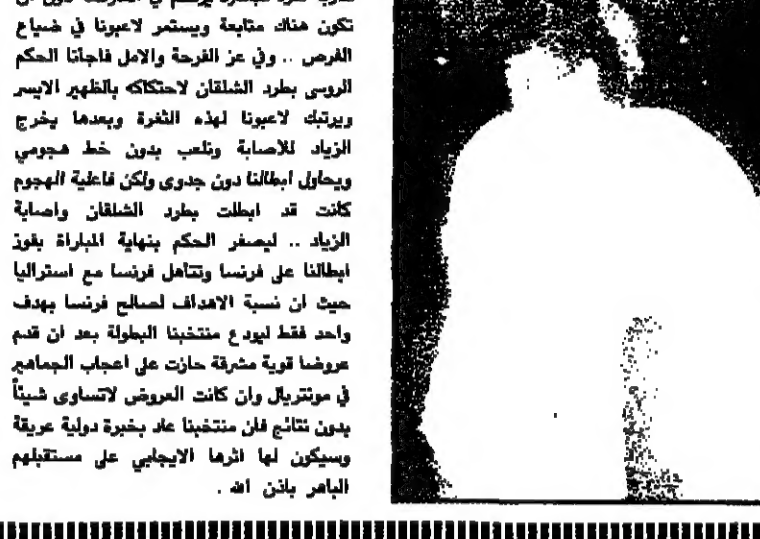 تكون هناك متابعة ويستمر لاعبونا في ضياع
الفرص .. وفي عز الفرحة والامل فاجأنا الحكم
الروسى بطرد الشلقان لاحتكاكه بالظهير الايسر
ويرتبك لاعبونا لهذه الثغرة وبعدها يخرج
الزياد للأصابة ونلعب بدون خط هجومي
ويحاول ابطالنا دون جدوى ولكن فاعلية الهجوم
كانت قد ابطلت بطرد الشلقان واصابة
الزياد .. ليصفر الحكم بنهاية المباراة بفوز
ابطالنا على فرنسا وتتأهل فرنسا مع استراليا
حيث ان نسبة الاهداف لصالح فرنسا بهدف
واحد فقط ليودع منتخبنا البطولة بعد ان قدم
عروضا قوية مشرقة حازت على اعجاب الجماهير
في مونتريال وان كانت العروض لاتساوى شيئاً
بدون نتائج فان منتخبنا عاد بخبرة دولية عريقة
وسيكون لها اثرها الايجابي على مستقبلهم
الباهر باذن الله .